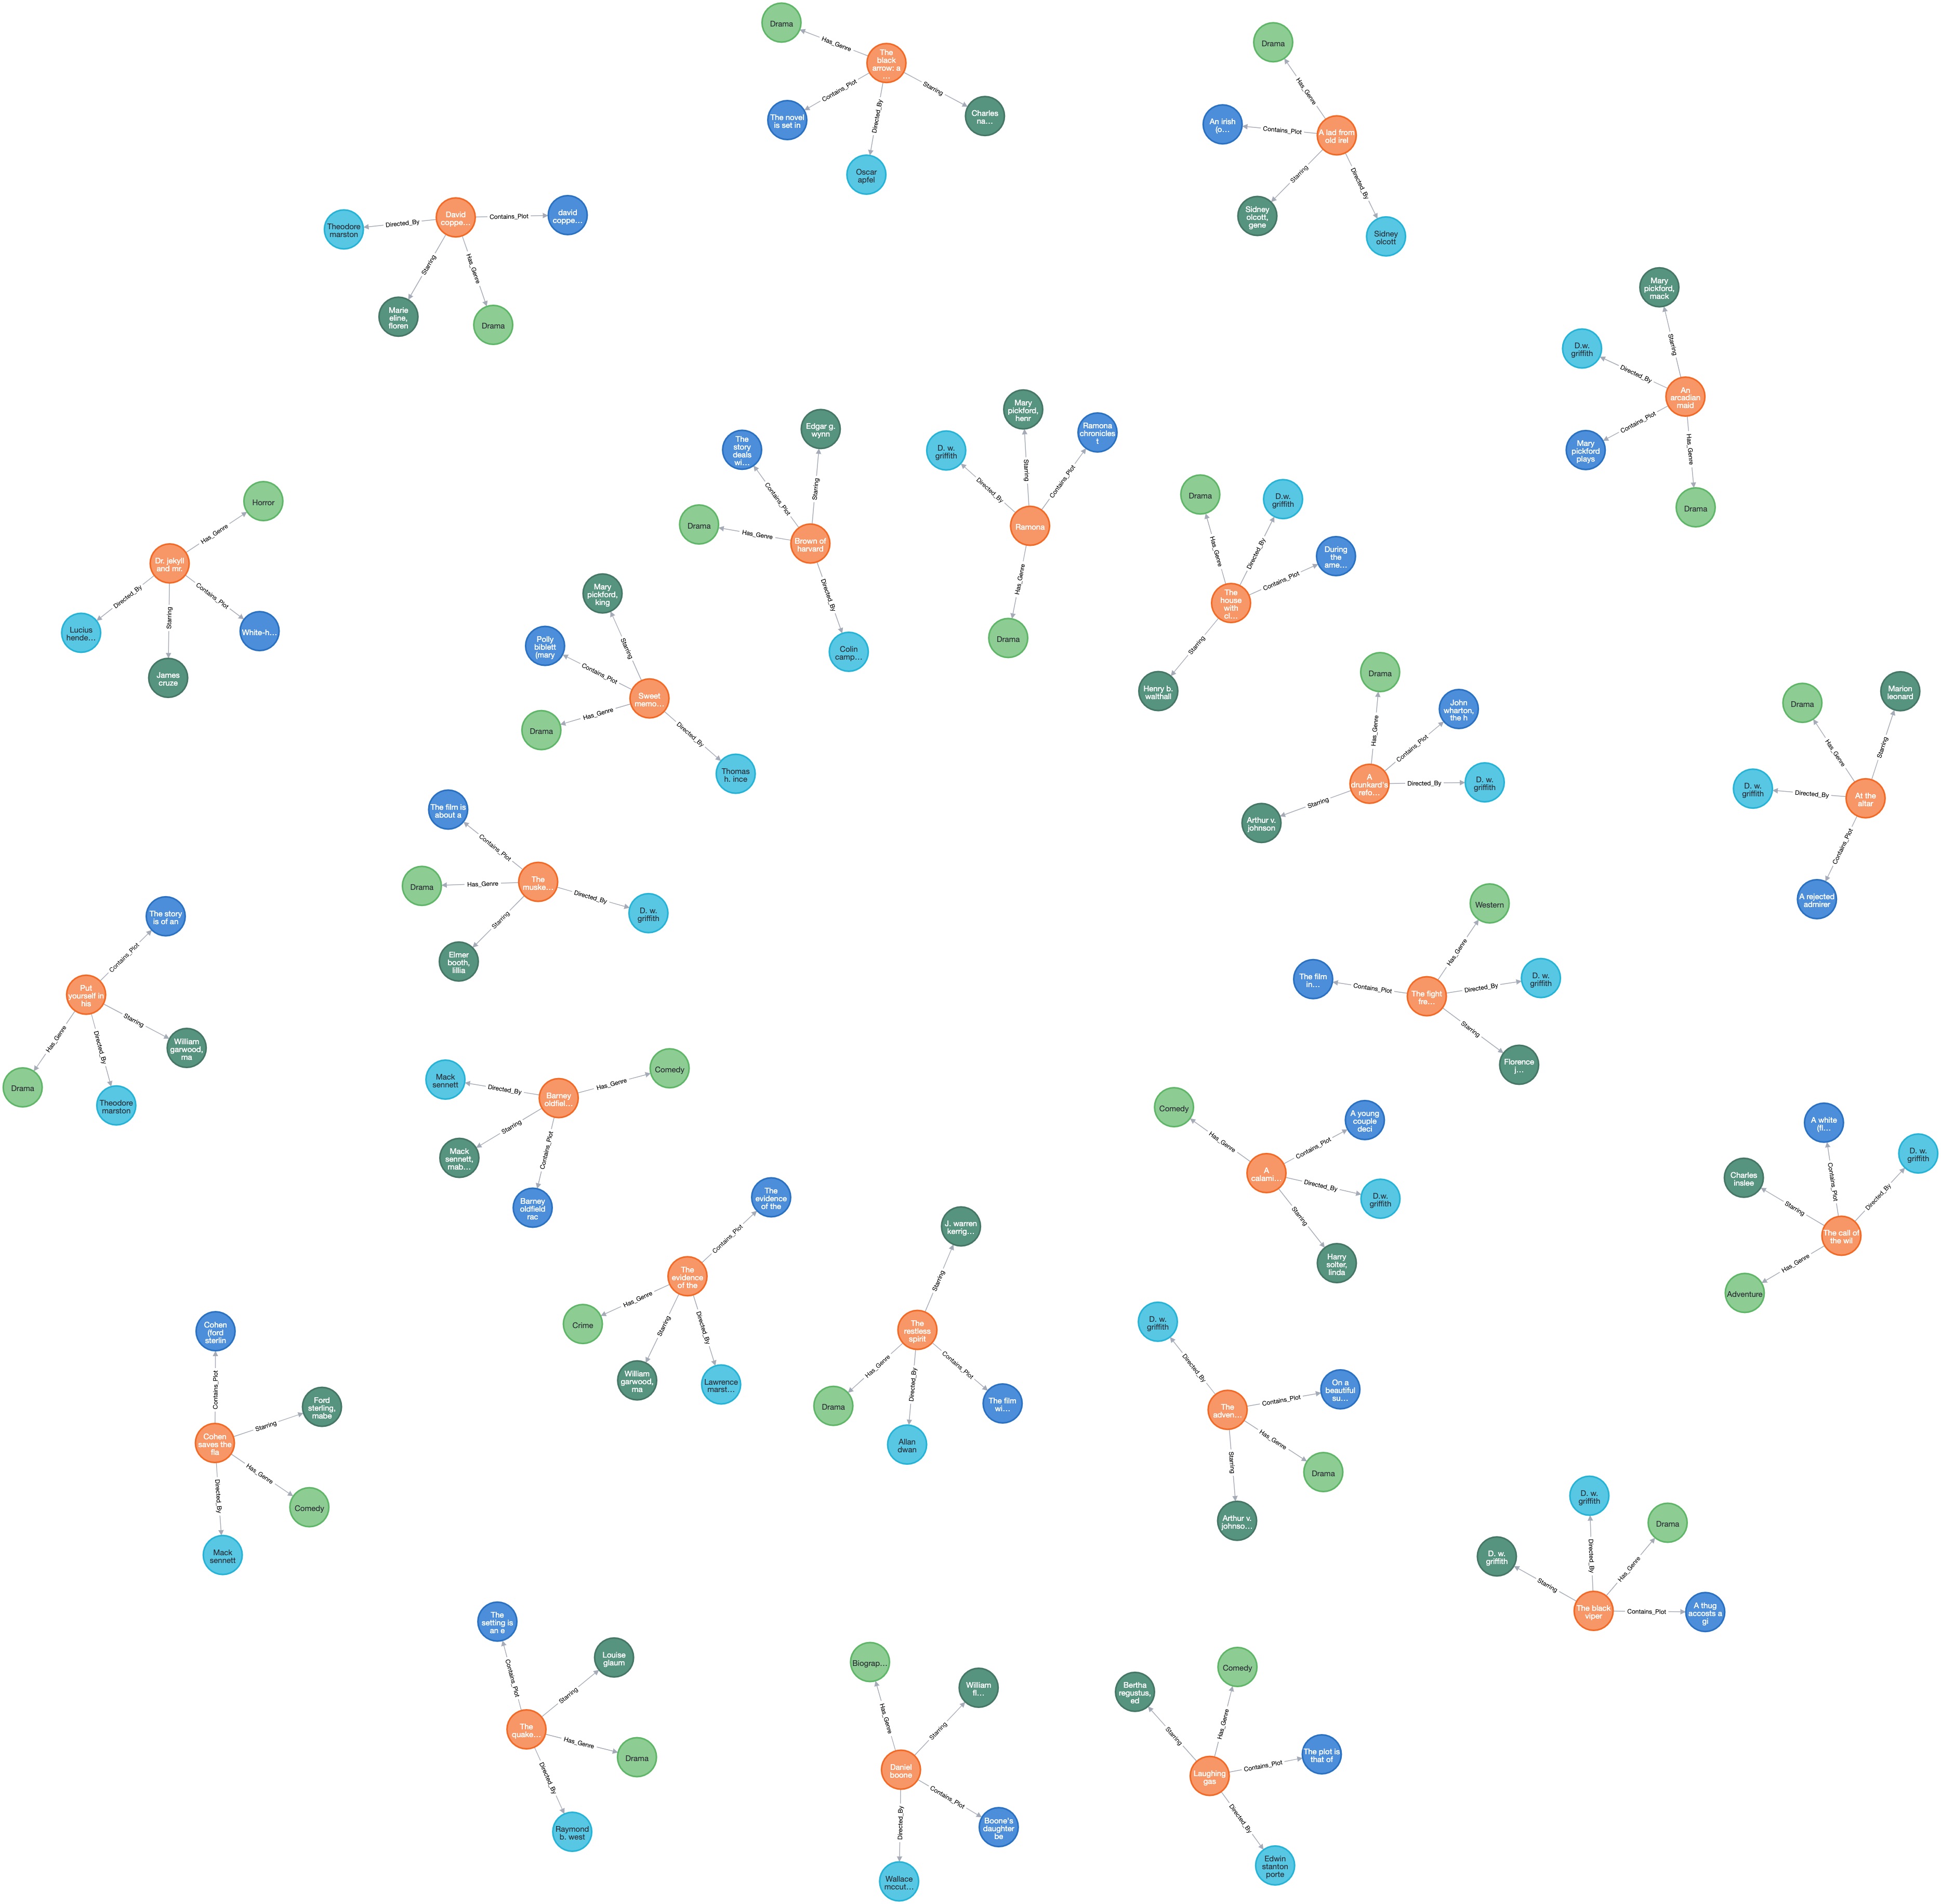 Drama
Has_Genre
The
black
arrow: a
...
Contains_Plot
Starring
The novel
is set in
Directed_By
Charles
na...
Oscar
apfel
Drama
Has_Genre
An irish
(o...
Contains_Plot
A lad from
old irel
Starring
Directed_By
Sidney
olcott,
gene
Sidney
olcott
Theodore
marston
Directed_By
David
coppe...
Contains_Plot
david
coppe...
Starring
Has_Genre
Marie
eline,
floren
Drama
Mary
pickford,
mack
Starring
D.w.
griffith
Directed_By
An
arcadian
maid
Contains_Plot
Mary
pickford
plays
Has_Genre
Drama
The
story
deals
wi...
Edgar g.
wynn
Contains_Plot
Starring
Drama
Has_Genre
Brown of
harvard
Directed_By
Colin
camp...
Mary
pickford,
henr
Ramona
chronicles
t
D. w.
griffith
Starring
Contains_Plot
Directed_By
Ramona
Has_Genre
Drama
Drama
D.w.
griffith
Has_Genre
Directed_By
During
the
ame...
Contains_Plot
The
house
with
cl...
Starring
Henry b.
walthall
Horror
Has_Genre
Dr. jekyll
and mr.
Directed_By
Starring
Contains_Plot
Lucius
hende...
White-h...
James
cruze
Mary
pickford,
king
Starring
Polly
biblett
(mary
Contains_Plot
Sweet
memo...
Has_Genre
Drama
Directed_By
Thomas
h. ince
Drama
Has_Genre
John
wharton,
the h
Contains_Plot
A
drunkard's
refo...
Directed_By
D. w.
griffith
Starring
Arthur v.
johnson
Marion
leonard
Drama
Has_Genre
Starring
D. w.
griffith
Directed_By
At the
altar
Contains_Plot
A rejected
admirer
The film is
about a
Contains_Plot
Drama
Has_Genre
The
muske...
Directed_By
D. w.
griffith
Starring
Elmer
booth,
lillia
The story
is of an
Contains_Plot
Put
yourself in
his
Starring
Has_Genre
Directed_By
William
garwood,
ma
Drama
Theodore
marston
Western
Has_Genre
The film
in...
Contains_Plot
The fight
fre...
Directed_By
D. w.
griffith
Starring
Florence
j...
Mack
sennett
Directed_By
Barney
oldfiel...
Has_Genre
Comedy
Starring
Contains_Plot
Mack
sennett,
mab...
Barney
oldfield
rac
Comedy
Has_Genre
A young
couple
deci
Contains_Plot
A
calami...
Directed_By
D.w.
griffith
Starring
Harry
solter,
linda
A white
(fl...
D. w.
griffith
Charles
inslee
Contains_Plot
Directed_By
Starring
The call of
the wil
Has_Genre
Adventure
The
evidence
of the
Contains_Plot
The
evidence
of the
Has_Genre
Crime
Starring
Directed_By
William
garwood,
ma
Lawrence
marst...
J. warren
kerrig...
Starring
The
restless
spirit
Has_Genre
Directed_By
Contains_Plot
Drama
The film
wi...
Allan
dwan
Cohen
(ford
sterlin
Contains_Plot
Ford
sterling,
mabe
Starring
Cohen
saves the
fla
Has_Genre
Directed_By
Comedy
Mack
sennett
D. w.
griffith
Directed_By
On a
beautiful
su...
Contains_Plot
The
adven...
Has_Genre
Starring
Drama
Arthur v.
johnso...
D. w.
griffith
Drama
D. w.
griffith
Directed_By
Has_Genre
Starring
The black
viper
Contains_Plot
A thug
accosts a
gi
The
setting is
an e
Louise
glaum
Contains_Plot
Starring
The
quake...
Has_Genre
Drama
Directed_By
Raymond
b. west
Biograp...
William
fl...
Has_Genre
Starring
Daniel
boone
Contains_Plot
Directed_By
Boone's
daughter
be
Wallace
mccut...
Comedy
Bertha
regustus,
ed
Has_Genre
Starring
The plot is
that of
Contains_Plot
Laughing
gas
Directed_By
Edwin
stanton
porte